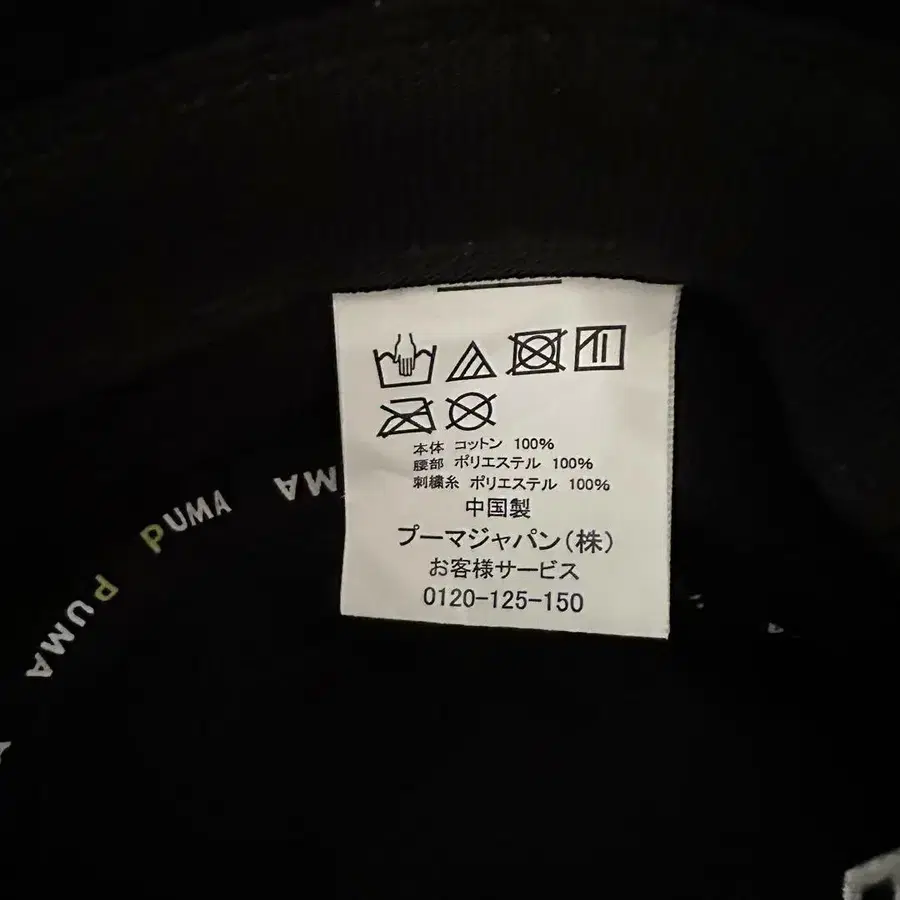 本体 コットン 100%
腰部 ポリエステル 100%
刺繍糸 ポリエステル 100%
中国製
プーマジャパン(株)
お客様サービス
0120-125-150
PUMA
PUMA